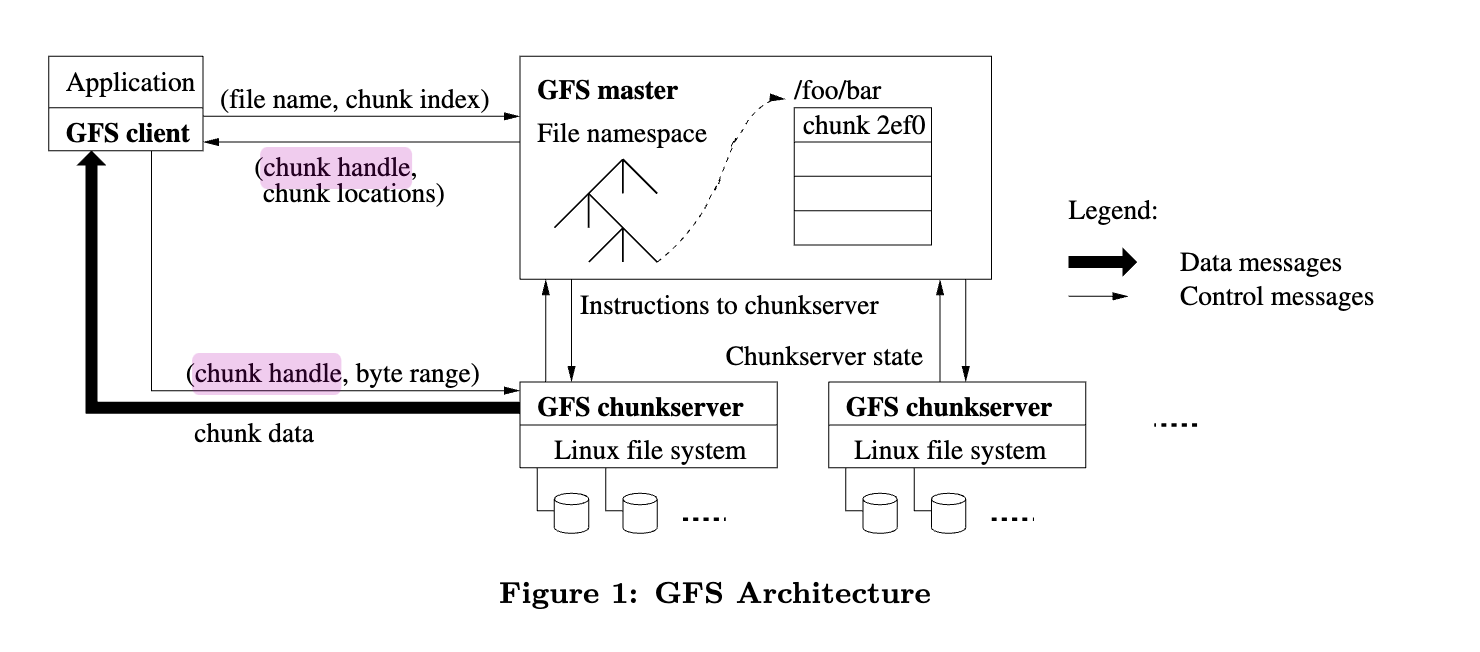 Application
GFS client
(file name, chunk index)
(chunk handle,
chunk locations)
GFS master
File namespace
/foo/bar
chunk 2ef0
Legend:
Data messages
Control messages
Instructions to chunkserver
Chunkserver state
(chunk handle, byte range)
chunk data
GFS chunkserver
Linux file system
GFS chunkserver
Linux file system
Figure 1: GFS Architecture